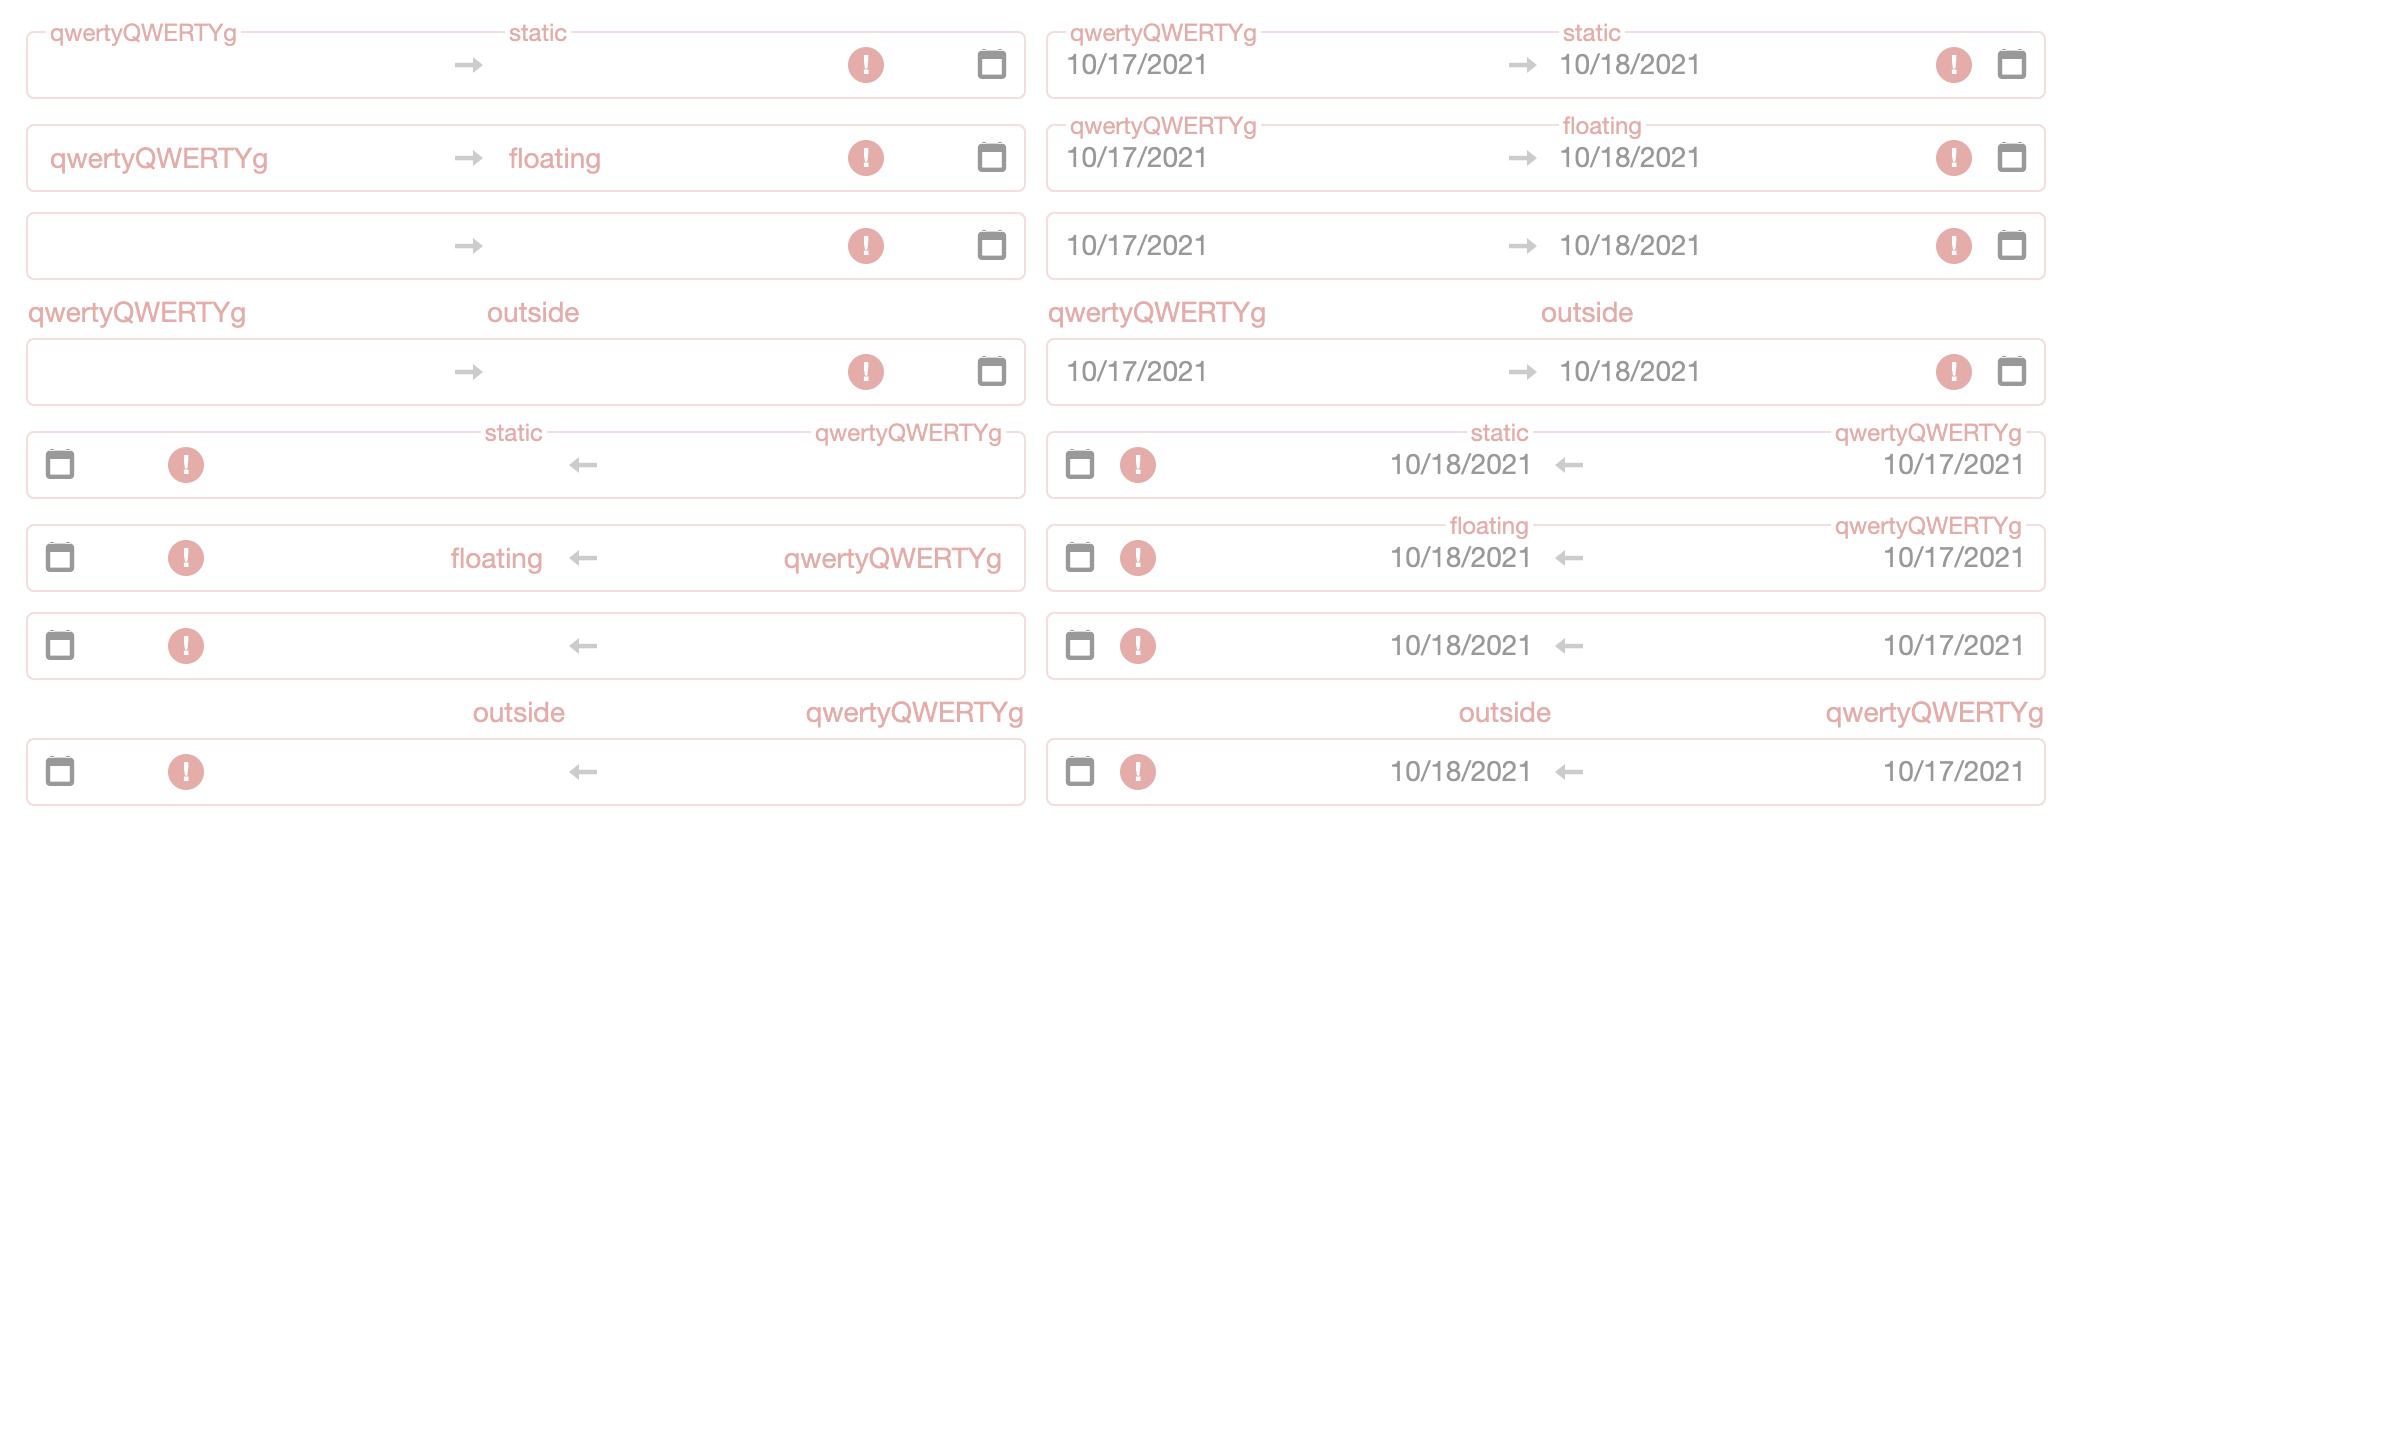 qwertyQWERTYg static qwertyQWERTYg static
10/17/2021 10/18/2021
qwertyQWERTYg floating
qwertyQWERTYg floating 10/17/2021 10/18/2021
10/17/2021 10/18/2021
qwertyQWERTYg outside qwertyQWERTYg outside
10/17/2021 10/18/2021
static qwertyQWERTYg static qwertyQWERTYg
10/18/2021 10/17/2021
floating qwertyQWERTYg
floating qwertyQWERTYg 10/18/2021 10/17/2021
10/18/2021 10/17/2021
outside qwertyQWERTYg outside qwertyQWERTYg
10/18/2021 10/17/2021